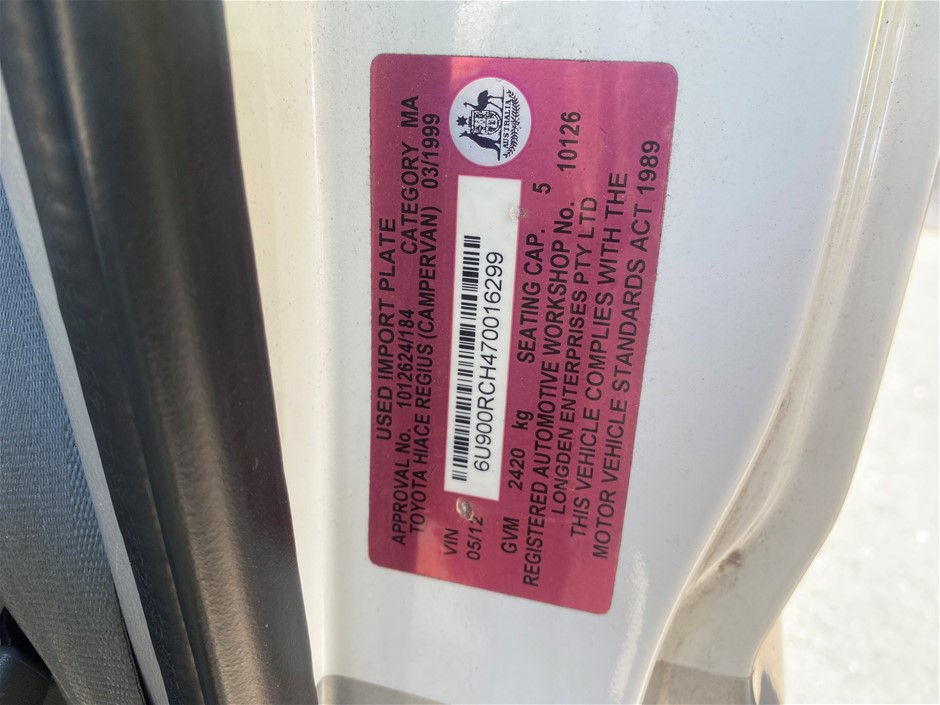 AUSTRALIA
USED IMPORT PLATE
APPROVAL No. 1012624/184 CATEGORY MA
TOYOTA HIACE REGIUS (CAMPERVAN) 03/1999
VIN
05/12
6U900RCH470016299
GVM 2420 kg SEATING CAP. 5
REGISTERED AUTOMOTIVE WORKSHOP No. 10126
LONGDEN ENTERPRISES PTY LTD
THIS VEHICLE COMPLIES WITH THE
MOTOR VEHICLE STANDARDS ACT 1989